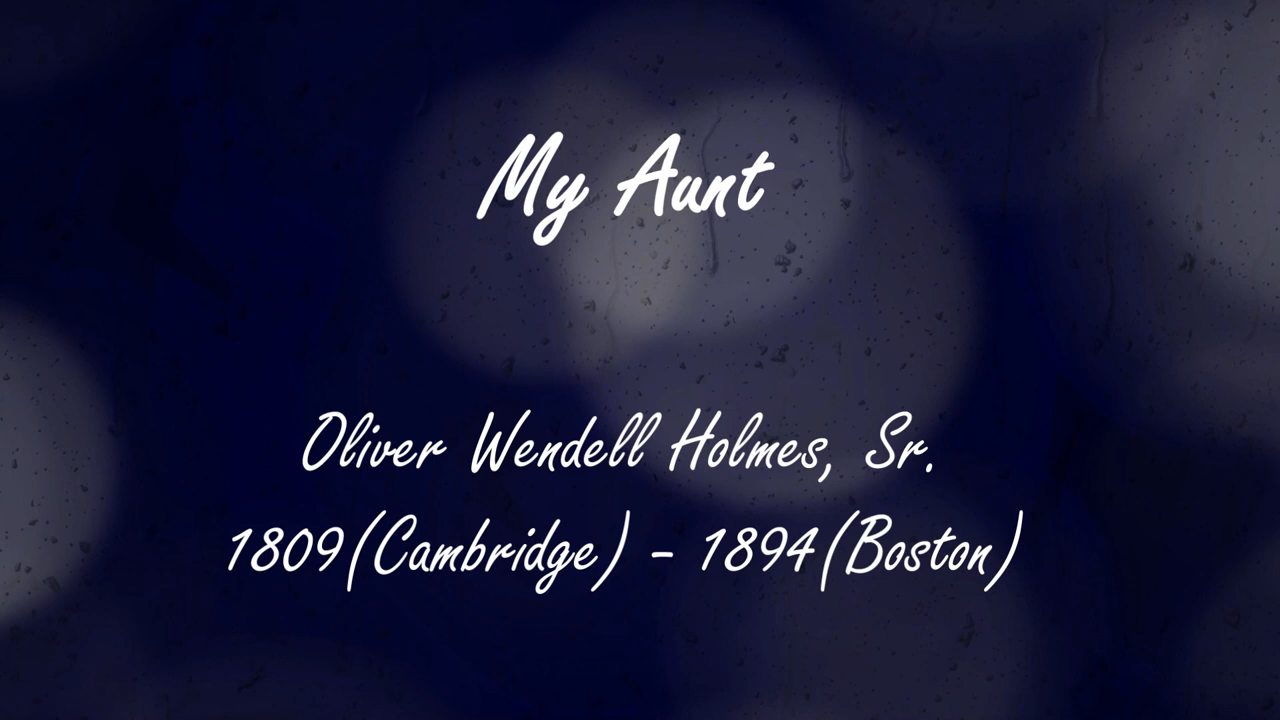 My Aunt
Oliver Wendell Holmes, Sr.
1809(Cambridge) - 1894(Boston)